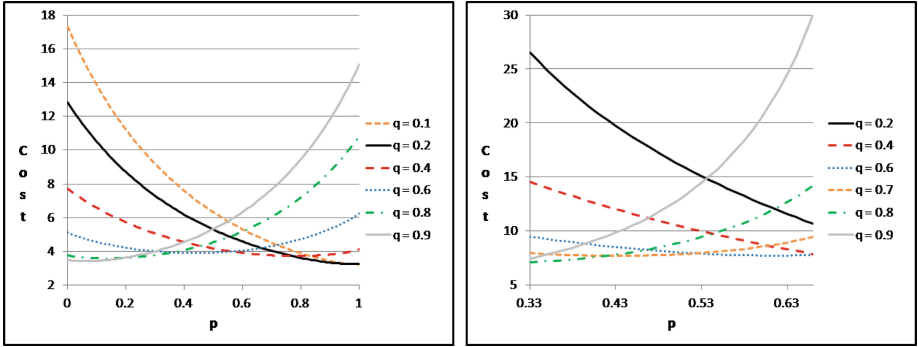 18
16
14
12
10
8
6
4
2
Cost
0
0.2
0.4
0.6
0.8
1
p
q = 0.1
q = 0.2
q = 0.4
q = 0.6
q = 0.8
q = 0.9
30
25
20
15
10
5
Cost
0.33
0.43
0.53
0.63
p
q = 0.2
q = 0.4
q = 0.6
q = 0.7
q = 0.8
q = 0.9